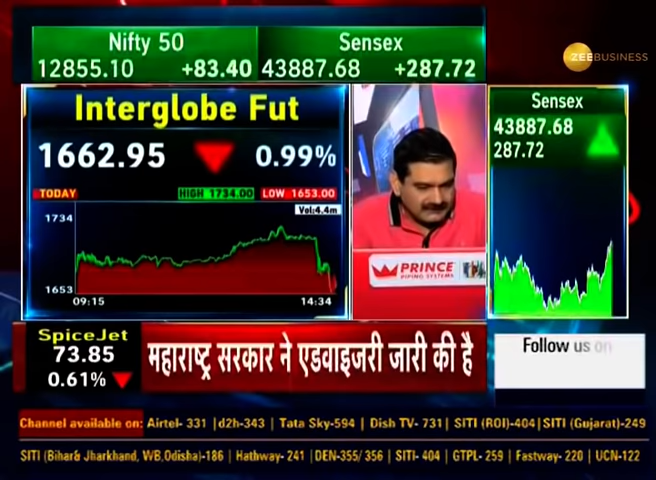 Nifty 50
12855.10 +83.40
Sensex
43887.68 +287.72
ZEE BUSINESS
Interglobe Fut
1662.95 0.99%
TODAY HIGH 1734.00 LOW 1653.00
Vol:4.4m
1734
1653
09:15 14:34
PRINCE
PIPING SYSTEMS
Sensex
43887.68
287.72
SpiceJet
73.85
0.61%
महाराष्ट्र सरकार ने एडवाइजरी जारी की है
Follow us on
Channel available on: Airtel- 331 |d2h-343 | Tata Sky-594 | Dish TV- 731| SITI (ROI)-404|SITI (Gujarat)-249
SITI (Bihar& Jharkhand, WB,Odisha)-186 | Hathway- 241 |DEN-355/ 356 | SITI- 404 | GTPL- 259 | Fastway- 220 | UCN-122